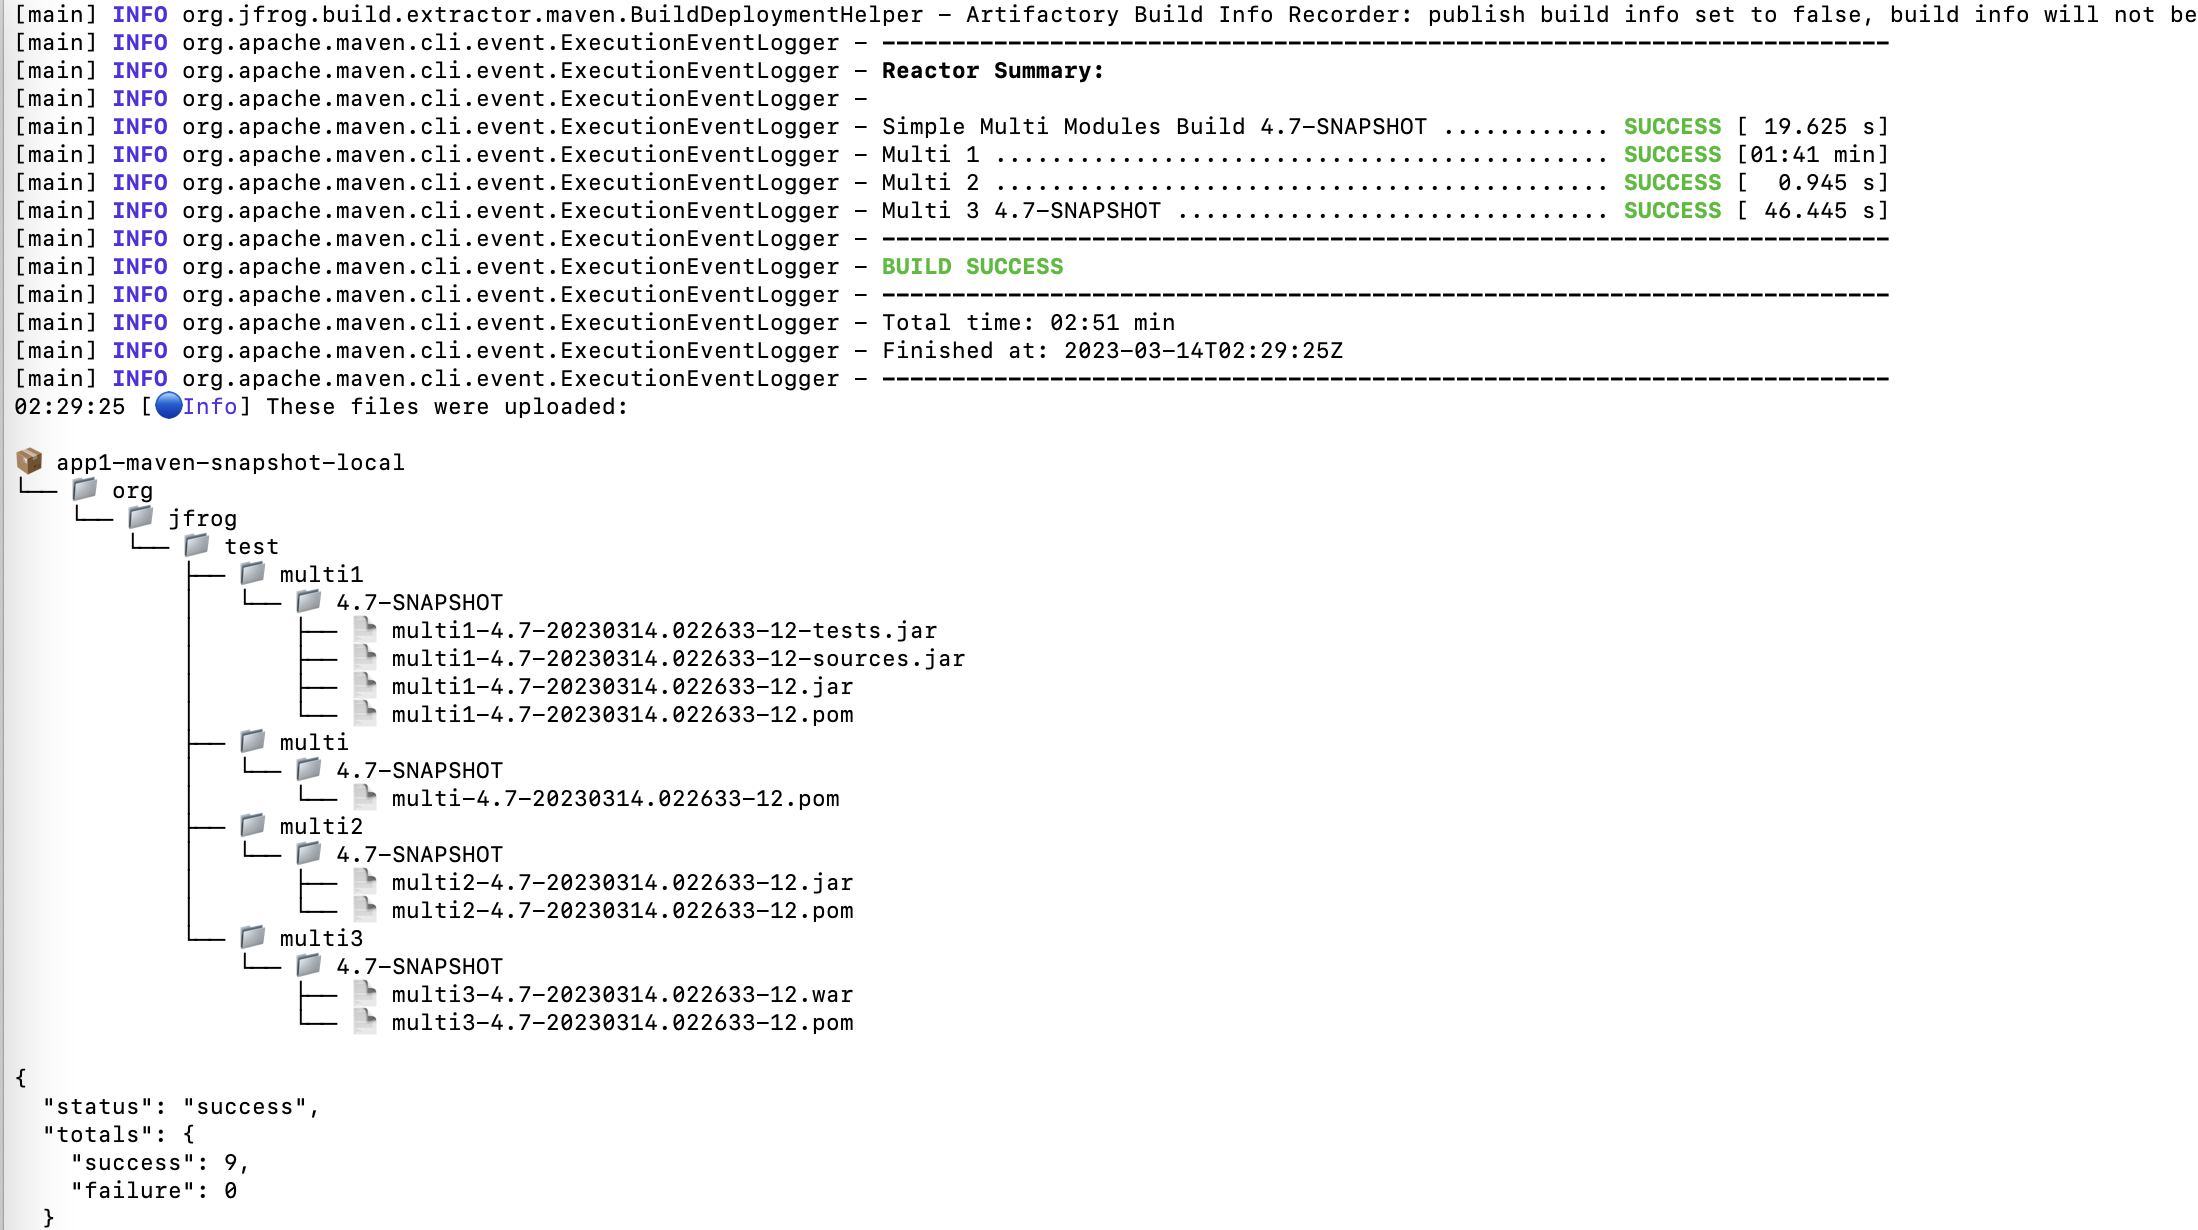 [main] INFO org.jfrog.build.extractor.maven.BuildDeploymentHelper - Artifactory Build Info Recorder: publish build info set to false, build info will not be
[main] INFO org.apache.maven.cli.event.ExecutionEventLogger - ------------------------------------------------------------------------
[main] INFO org.apache.maven.cli.event.ExecutionEventLogger - Reactor Summary:
[main] INFO org.apache.maven.cli.event.ExecutionEventLogger -
[main] INFO org.apache.maven.cli.event.ExecutionEventLogger - Simple Multi Modules Build 4.7-SNAPSHOT ............ SUCCESS [ 19.625 s]
[main] INFO org.apache.maven.cli.event.ExecutionEventLogger - Multi 1 ............................................ SUCCESS [01:41 min]
[main] INFO org.apache.maven.cli.event.ExecutionEventLogger - Multi 2 ............................................ SUCCESS [  0.945 s]
[main] INFO org.apache.maven.cli.event.ExecutionEventLogger - Multi 3 4.7-SNAPSHOT ............................... SUCCESS [ 46.445 s]
[main] INFO org.apache.maven.cli.event.ExecutionEventLogger - ------------------------------------------------------------------------
[main] INFO org.apache.maven.cli.event.ExecutionEventLogger - BUILD SUCCESS
[main] INFO org.apache.maven.cli.event.ExecutionEventLogger - ------------------------------------------------------------------------
[main] INFO org.apache.maven.cli.event.ExecutionEventLogger - Total time: 02:51 min
[main] INFO org.apache.maven.cli.event.ExecutionEventLogger - Finished at: 2023-03-14T02:29:25Z
[main] INFO org.apache.maven.cli.event.ExecutionEventLogger - ------------------------------------------------------------------------
02:29:25 [🔵Info] These files were uploaded:
📦 app1-maven-snapshot-local
└── 📁 org
    └── 📁 jfrog
        └── 📁 test
            ├── 📁 multi1
            │   └── 📁 4.7-SNAPSHOT
            │       ├── 📄 multi1-4.7-20230314.022633-12-tests.jar
            │       ├── 📄 multi1-4.7-20230314.022633-12-sources.jar
            │       ├── 📄 multi1-4.7-20230314.022633-12.jar
            │       └── 📄 multi1-4.7-20230314.022633-12.pom
            ├── 📁 multi
            │   └── 📁 4.7-SNAPSHOT
            │       └── 📄 multi-4.7-20230314.022633-12.pom
            ├── 📁 multi2
            │   └── 📁 4.7-SNAPSHOT
            │       ├── 📄 multi2-4.7-20230314.022633-12.jar
            │       └── 📄 multi2-4.7-20230314.022633-12.pom
            └── 📁 multi3
                └── 📁 4.7-SNAPSHOT
                    ├── 📄 multi3-4.7-20230314.022633-12.war
                    └── 📄 multi3-4.7-20230314.022633-12.pom
{
  "status": "success",
  "totals": {
    "success": 9,
    "failure": 0
  }